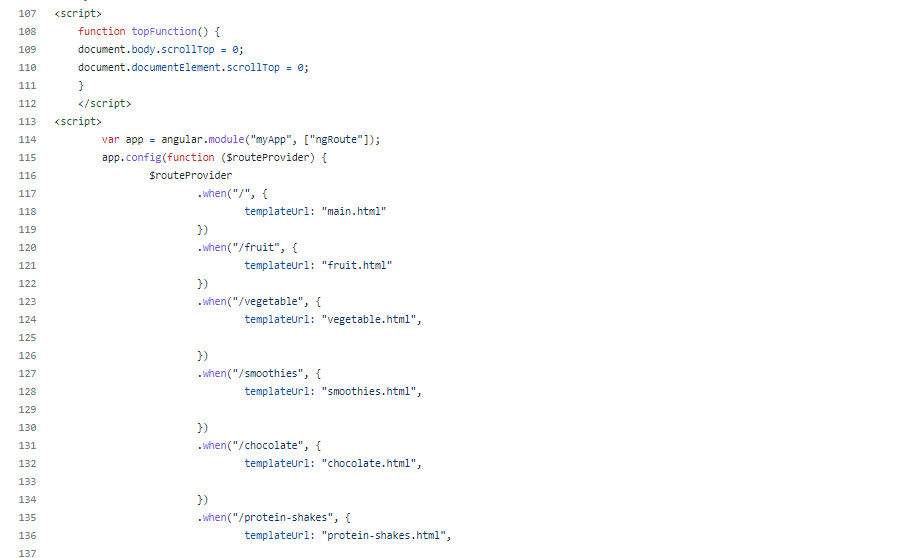 107 <script>
108 function topFunction() {
109 document.body.scrollTop = 0;
110 document.documentElement.scrollTop = 0;
111 }
112 </script>
113 <script>
114 var app = angular.module("myApp", ["ngRoute"]);
115 app.config(function ($routeProvider) {
116 $routeProvider
117 .when("/", {
118 templateUrl: "main.html"
119 })
120 .when("/fruit", {
121 templateUrl: "fruit.html"
122 })
123 .when("/vegetable", {
124 templateUrl: "vegetable.html",
125
126 })
127 .when("/smoothies", {
128 templateUrl: "smoothies.html",
129
130 })
131 .when("/chocolate", {
132 templateUrl: "chocolate.html",
133
134 })
135 .when("/protein-shakes", {
136 templateUrl: "protein-shakes.html",
137